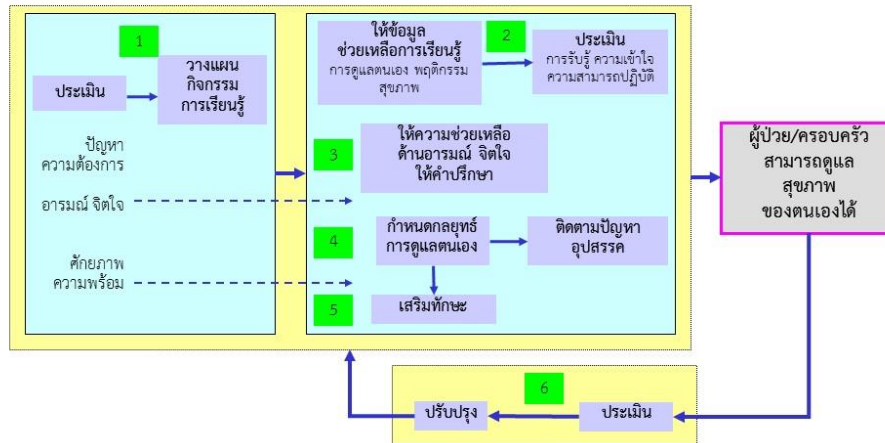 1
ประเมิน
วางแผน
กิจกรรม
การเรียนรู้
ปัญหา
ความต้องการ
อารมณ์ จิตใจ
ศักยภาพ
ความพร้อม
ให้ข้อมูล
ช่วยเหลือการเรียนรู้
การดูแลตนเอง พฤติกรรม
สุขภาพ
2
ประเมิน
การรับรู้ ความเข้าใจ
ความสามารถปฏิบัติ
3
ให้ความช่วยเหลือ
ด้านอารมณ์ จิตใจ
ให้คำปรึกษา
4
กำหนดกลยุทธ์
การดูแลตนเอง
ติดตามปัญหา
อุปสรรค
5
เสริมทักษะ
ผู้ป่วย/ครอบครัว
สามารถดูแล
สุขภาพ
ของตนเองได้
6
ปรับปรุง
ประเมิน